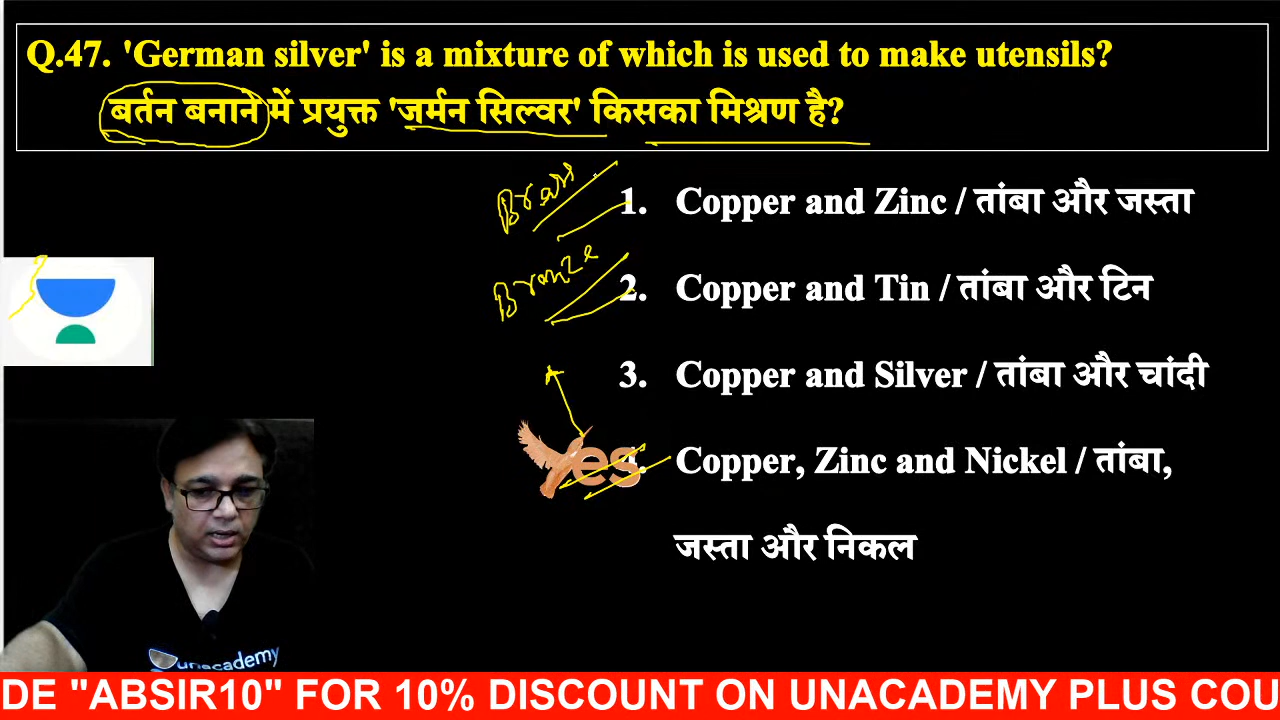 Q.47. 'German silver' is a mixture of which is used to make utensils?
बर्तन बनाने में प्रयुक्त 'जर्मन सिल्वर' किसका मिश्रण है?
Brass
1. Copper and Zinc / तांबा और जस्ता
Bronze
2. Copper and Tin / तांबा और टिन
3. Copper and Silver / तांबा और चांदी
Yes
4. Copper, Zinc and Nickel / तांबा,
जस्ता और निकल
unacademy
DE "ABSIR10" FOR 10% DISCOUNT ON UNACADEMY PLUS COU